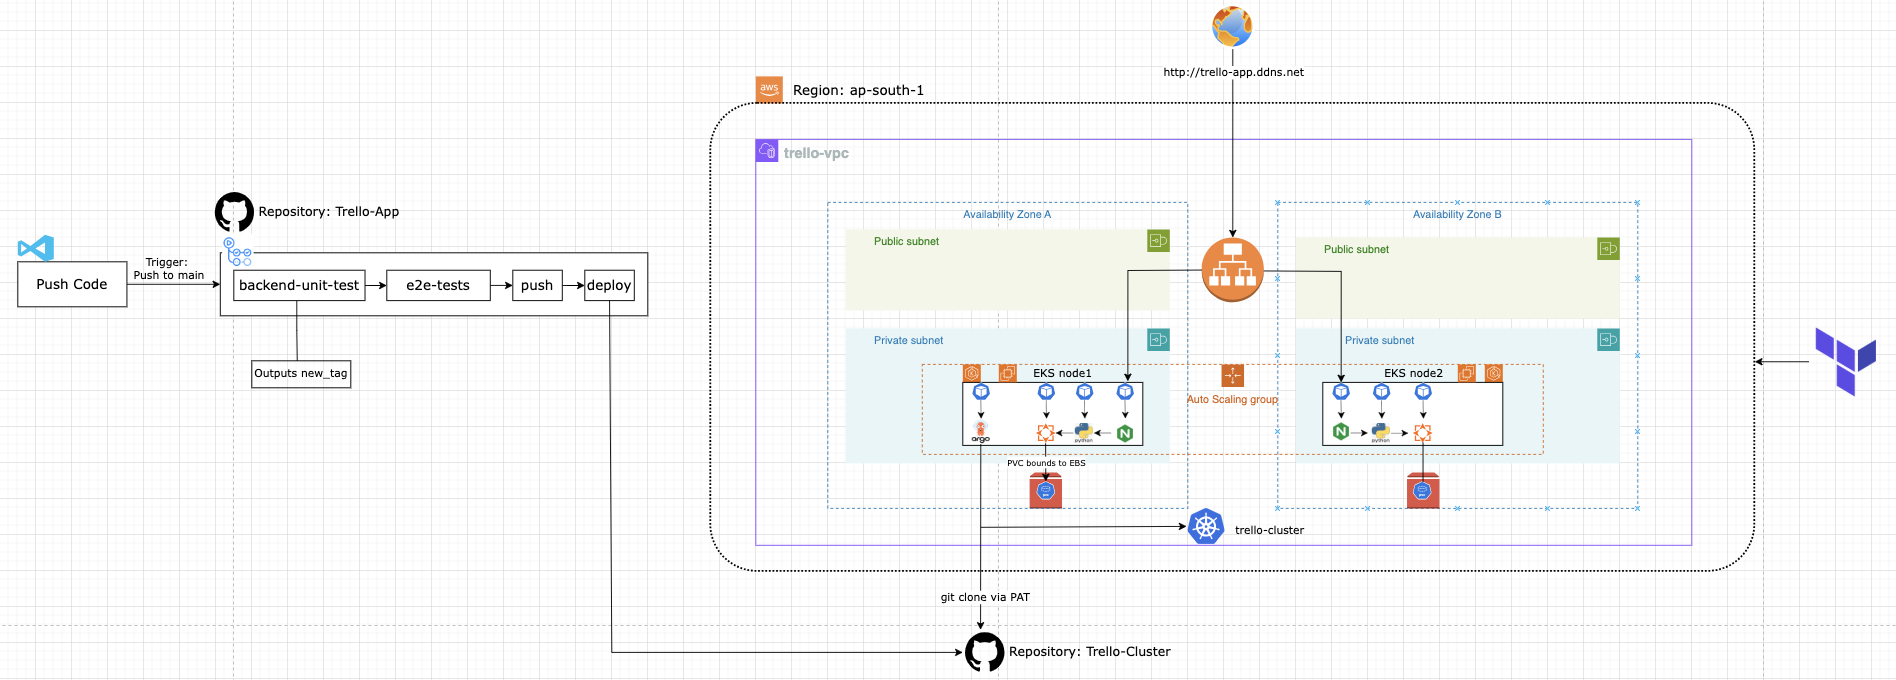 http://trello-app.ddns.net
aws
Region: ap-south-1
trello-vpc
Repository: Trello-App
Availability Zone A
Availability Zone B
Public subnet
Public subnet
Trigger:
Push to main
Push Code
backend-unit-test
e2e-tests
push
deploy
Private subnet
Private subnet
Outputs new_tag
EKS node1
EKS node2
Auto Scaling group
argo
python
N
N
python
PVC bounds to EBS
pvc
pvc
trello-cluster
git clone via PAT
Repository: Trello-Cluster